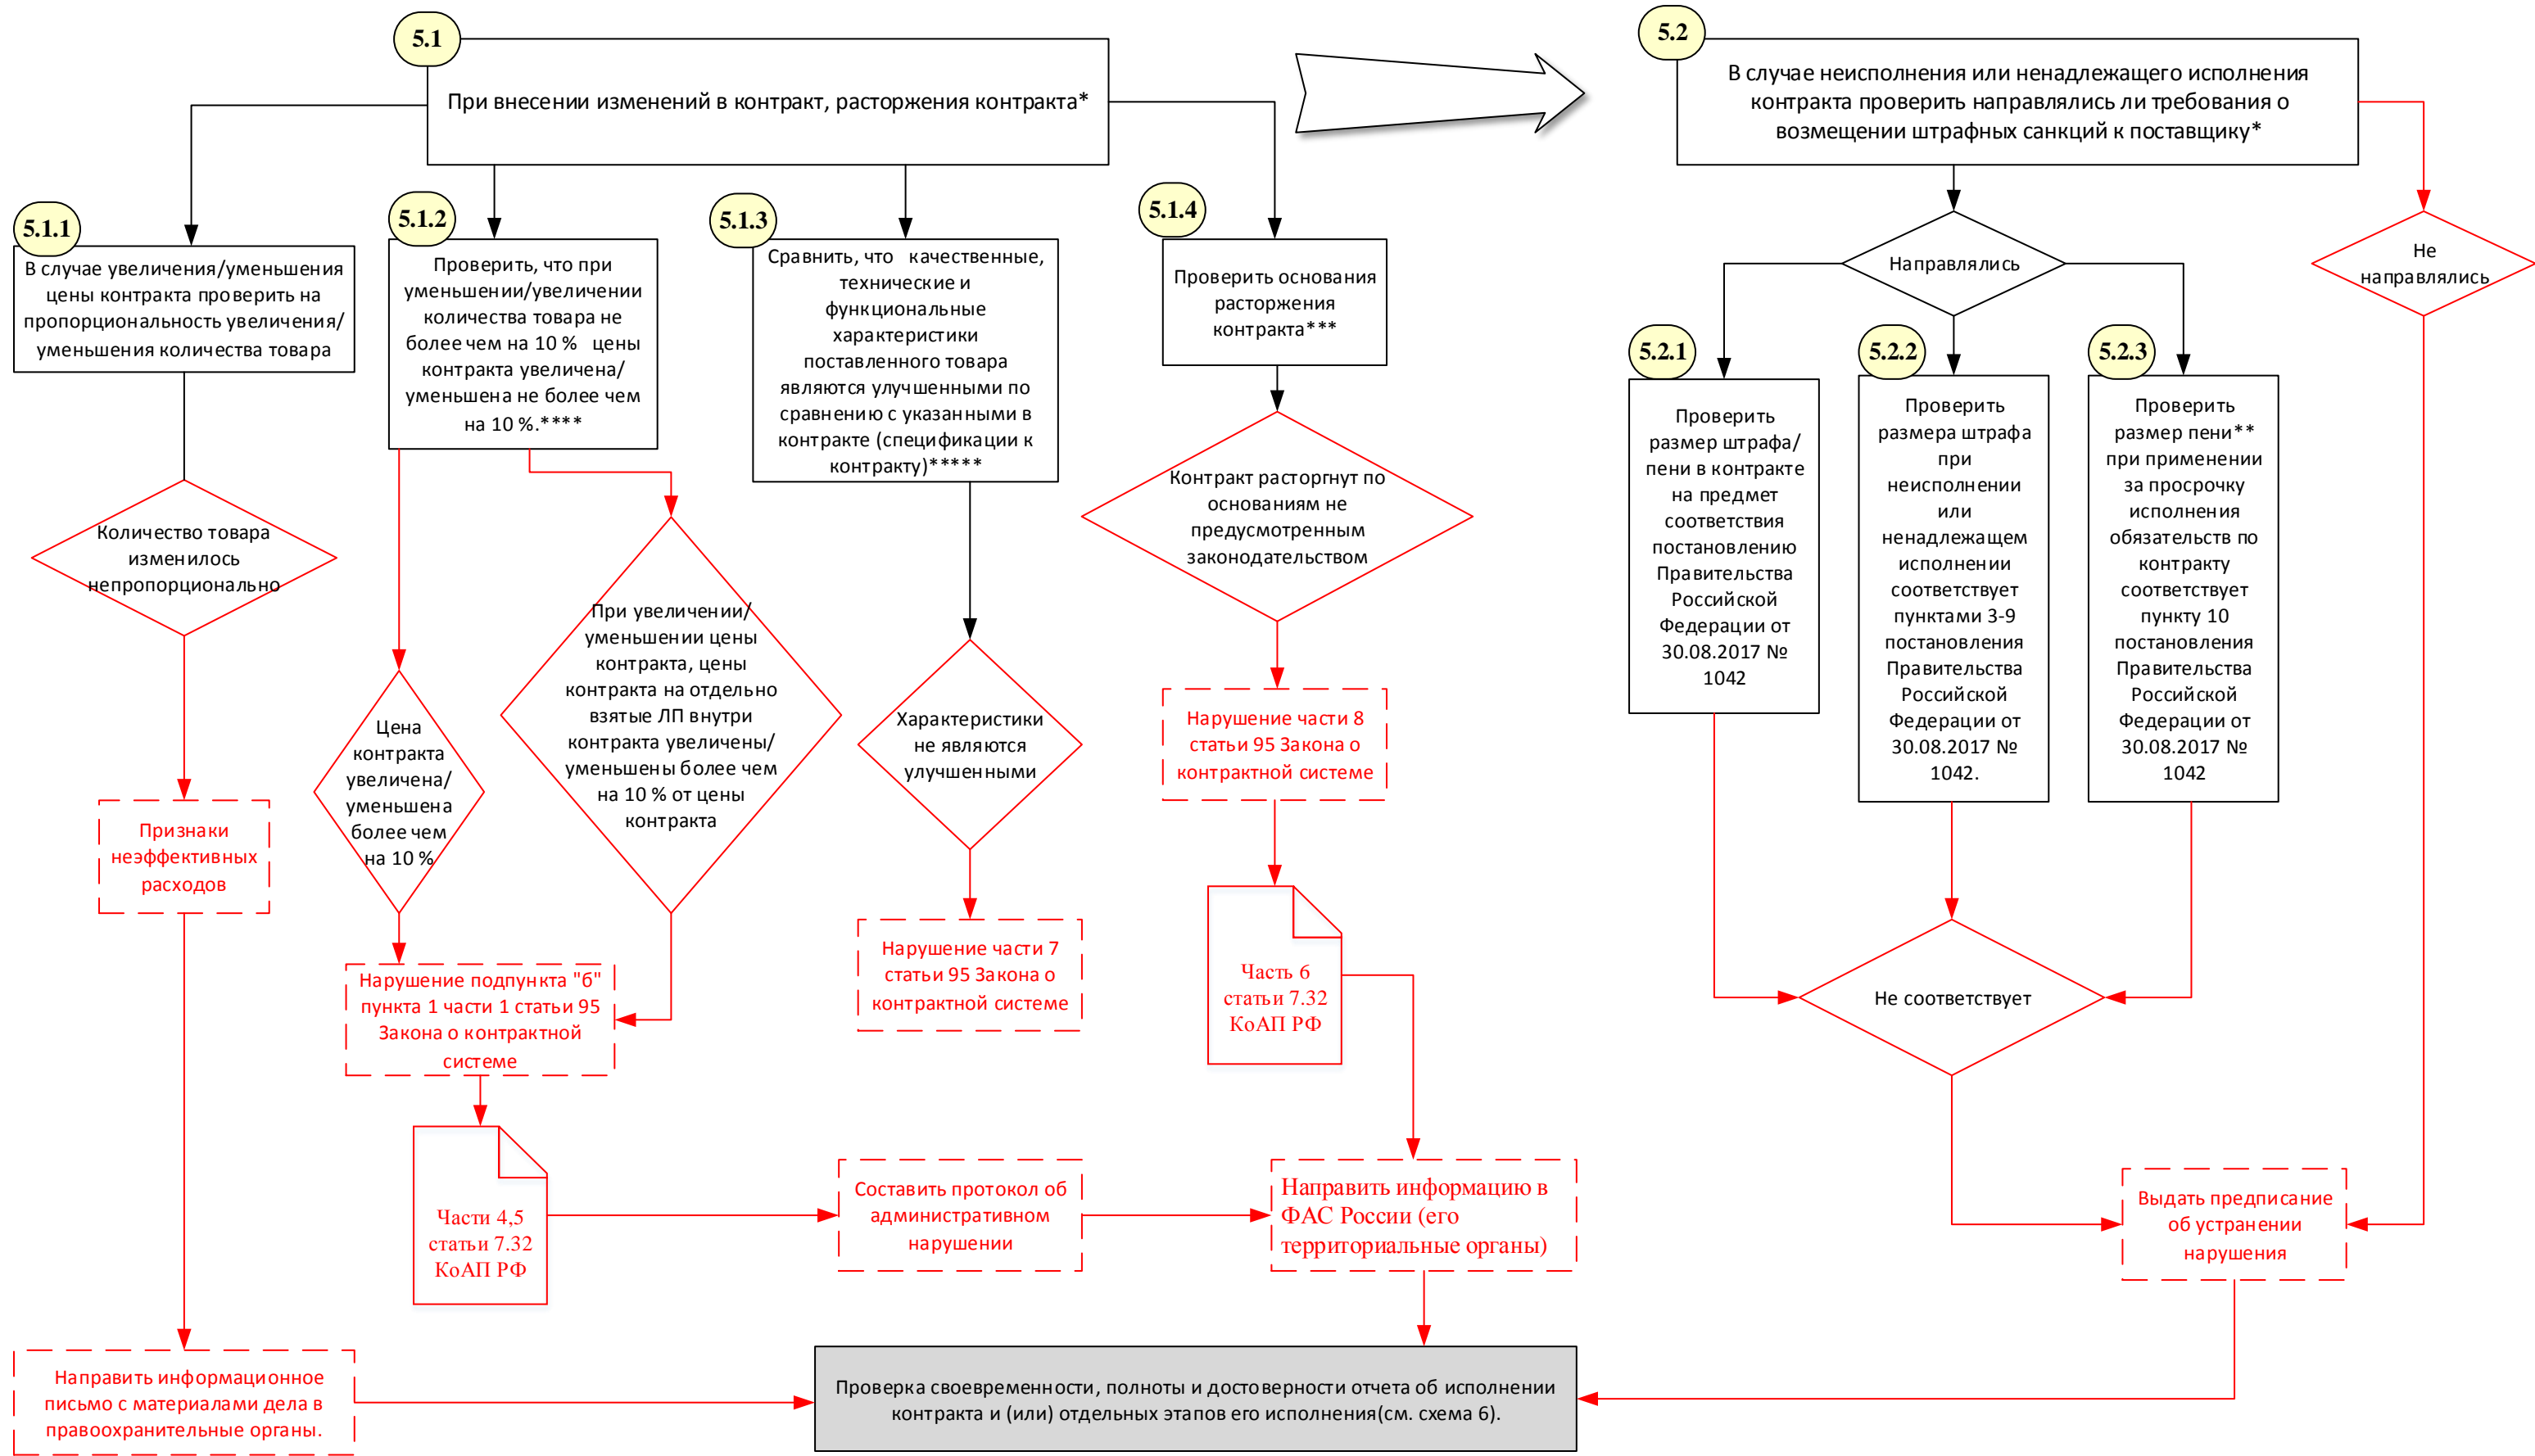 5.1
При внесении изменений в контракт, расторжения контракта*
5.1.1
В случае увеличения/уменьшения
цены контракта проверить на
пропорциональность увеличения/
уменьшения количества товара
Количество товара
изменилось
непропорционально
Признаки
неэффективных
расходов
Направить информационное
письмо с материалами дела в
правоохранительные органы.
5.1.2
Проверить, что при
уменьшении/увеличении
количества товара не
более чем на 10 % цены
контракта увеличена/
уменьшена не более чем
на 10 %.****
Цена
контракта
увеличена/
уменьшена
более чем
на 10 %
При увеличении/
уменьшении цены
контракта, цены
контракта на отдельно
взятые ЛП внутри
контракта увеличены/
уменьшены более чем
на 10 % от цены
контракта
Нарушение подпункта "б"
пункта 1 части 1 статьи 95
Закона о контрактной
системе
Части 4,5
статьи 7.32
КоАП РФ
Составить протокол об
административном
нарушении
5.1.3
Сравнить, что качественные,
технические и
функциональные
характеристики
поставленного товара
являются улучшенными по
сравнению с указанными в
контракте (спецификации к
контракту)*****
Характеристики
не являются
улучшенными
Нарушение части 7
статьи 95 Закона о
контрактной системе
5.1.4
Проверить основания
расторжения
контракта***
Контракт расторгнут по
основаниям не
предусмотренным
законодательством
Нарушение части 8
статьи 95 Закона о
контрактной системе
Часть 6
статьи 7.32
КоАП РФ
Направить информацию в
ФАС России (его
территориальные органы)
5.2
В случае неисполнения или ненадлежащего исполнения
контракта проверить направлялись ли требования о
возмещении штрафных санкций к поставщику*
Направлялись
Не
направлялись
5.2.1
Проверить
размер штрафа/
пени в контракте
на предмет
соответствия
постановлению
Правительства
Российской
Федерации от
30.08.2017 №
1042
5.2.2
Проверить
размера штрафа
при
неисполнении
или
ненадлежащем
исполнении
соответствует
пунктами 3-9
постановления
Правительства
Российской
Федерации от
30.08.2017 №
1042.
5.2.3
Проверить
размер пени**
при применении
за просрочку
исполнения
обязательств по
контракту
соответствует
пункту 10
постановления
Правительства
Российской
Федерации от
30.08.2017 №
1042
Не соответствует
Выдать предписание
об устранении
нарушения
Проверка своевременности, полноты и достоверности отчета об исполнении
контракта и (или) отдельных этапов его исполнения(см. схема 6).